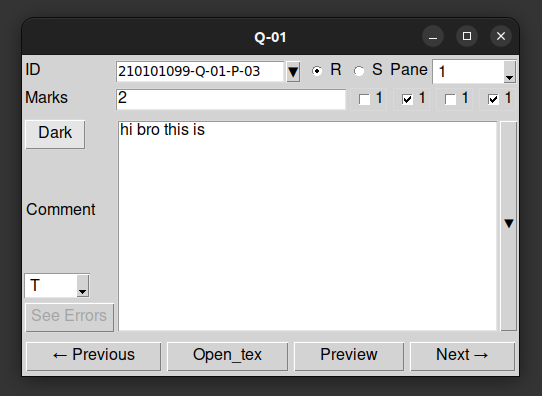 Q-01
ID 210101099-Q-01-P-03 R S Pane 1
Marks 2 1 1 1 1
Dark
hi bro this is
Comment
T
See Errors
← Previous Open_tex Preview Next →